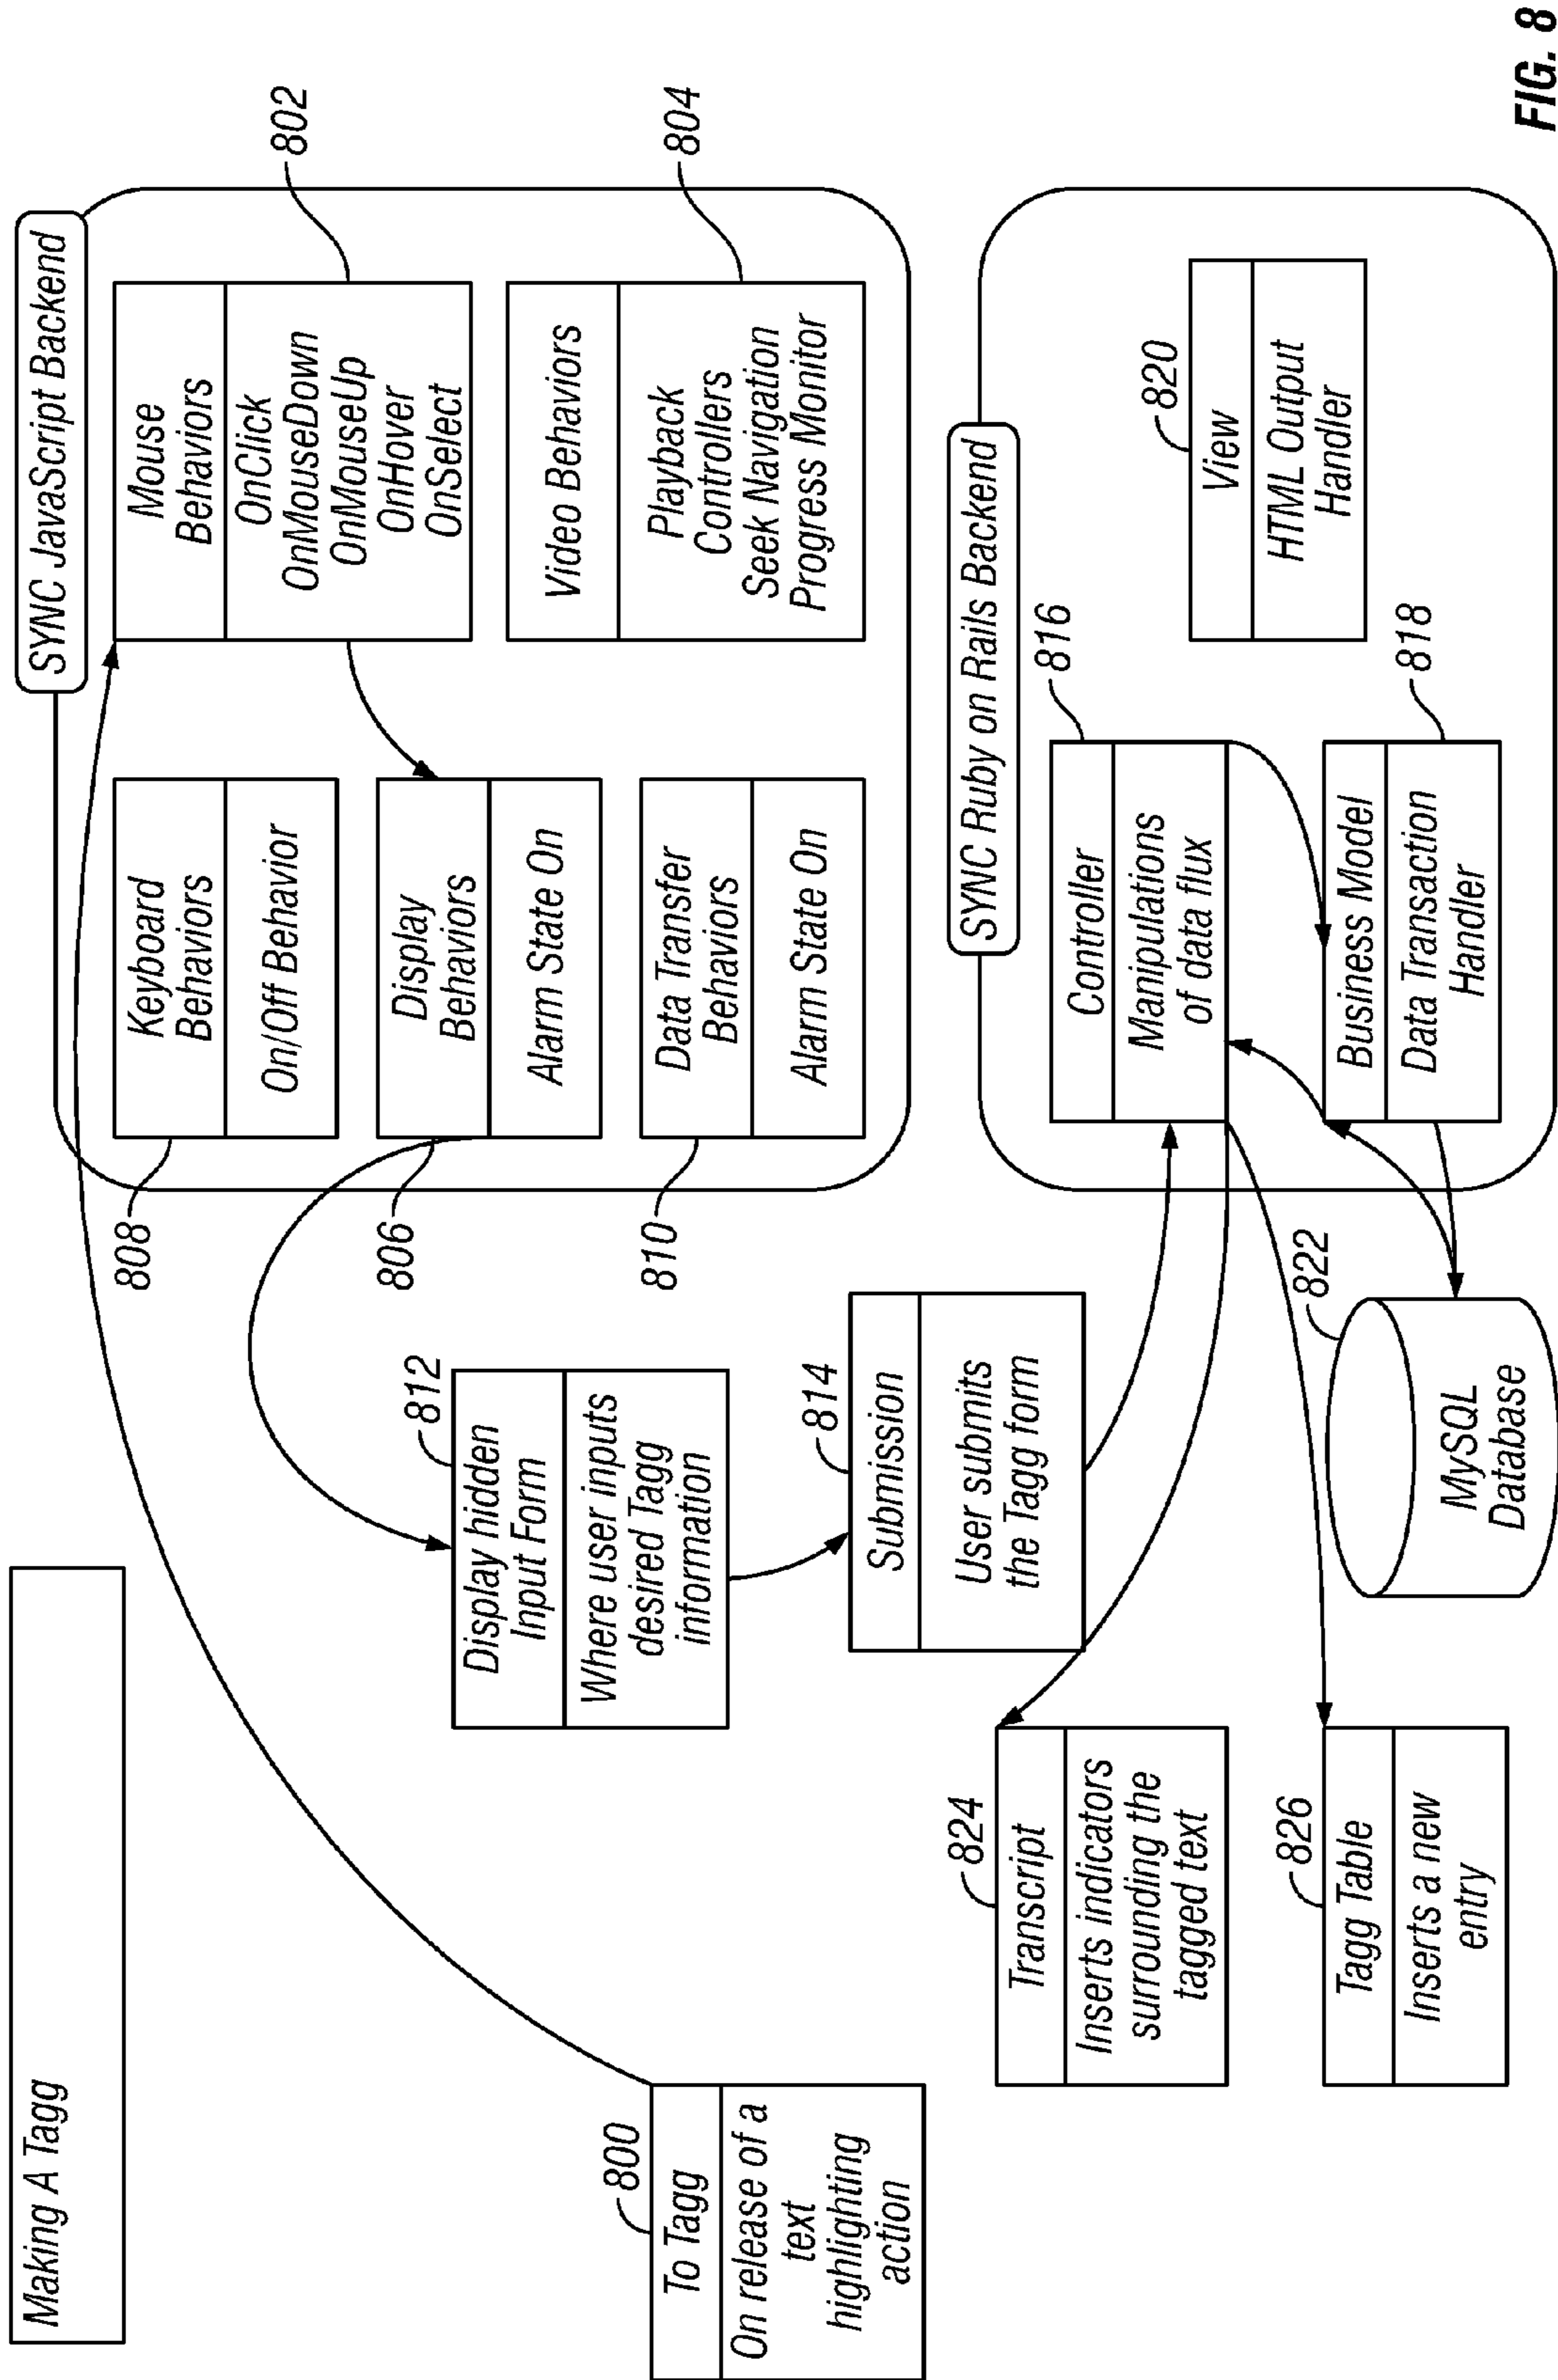 Making A Tagg
800
To Tagg
On release of a
text
highlighting
action
812
Display hidden
Input Form
Where user inputs
desired Tagg
information
814
Submission
User submits
the Tagg form
824
Transcript
Inserts indicators
surrounding the
tagged text
826
Tagg Table
Inserts a new
entry
822
MySQL
Database
SYNC JavaScript Backend
808
Keyboard
Behaviors
On/Off Behavior
806
Display
Behaviors
Alarm State On
810
Data Transfer
Behaviors
Alarm State On
802
Mouse
Behaviors
OnClick
OnMouseDown
OnMouseUp
OnHover
OnSelect
804
Video Behaviors
Playback
Controllers
Seek Navigation
Progress Monitor
SYNC Ruby on Rails Backend
816
Controller
Manipulations
of data flux
818
Business Model
Data Transaction
Handler
820
View
HTML Output
Handler
FIG. 8